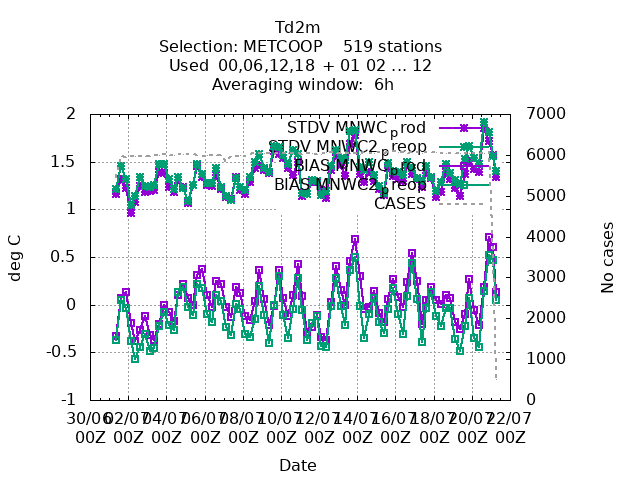 Td2m
Selection: METCOOP 519 stations
Used 00,06,12,18 + 01 02 ... 12
Averaging window: 6h
STDV MNWC_prod
STDV MNWC2_preop
BIAS MNWC_prod
BIAS MNWC2_preop
CASES
2
1.5
1
0.5
0
-0.5
-1
deg C
7000
6000
5000
4000
3000
2000
1000
0
No cases
30/06 02/07 04/07 06/07 08/07 10/07 12/07 14/07 16/07 18/07 20/07 22/07
00Z 00Z 00Z 00Z 00Z 00Z 00Z 00Z 00Z 00Z 00Z 00Z
Date